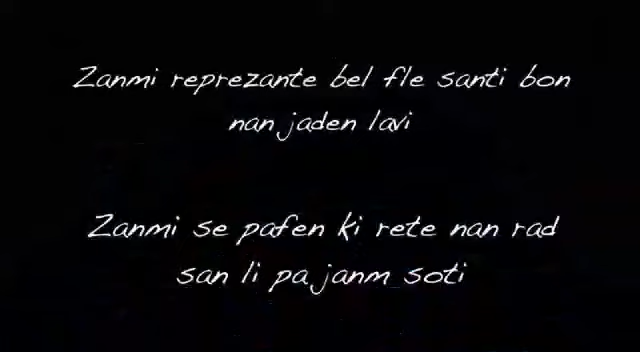 Zanmi reprezante bel fle santi bon
nan jaden lavi
Zanmi se pafen ki rete nan rad
san li pa janm soti